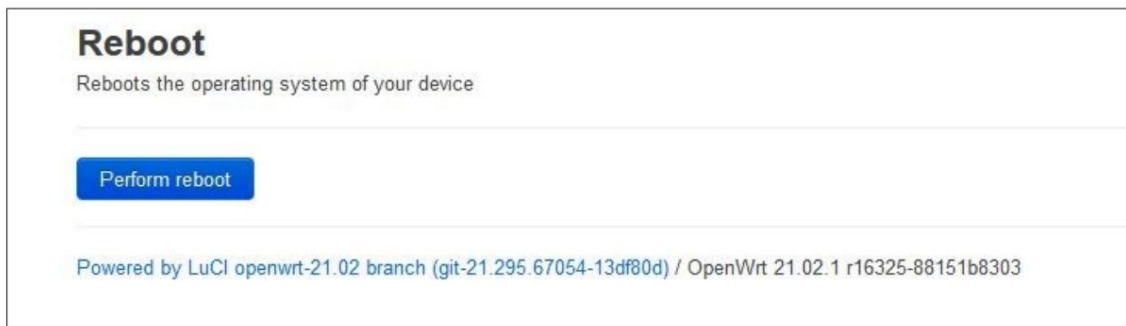 Reboot
Reboots the operating system of your device
Perform reboot
Powered by LuCI openwrt-21.02 branch (git-21.295.67054-13df80d) / OpenWrt 21.02.1 r16325-88151b8303